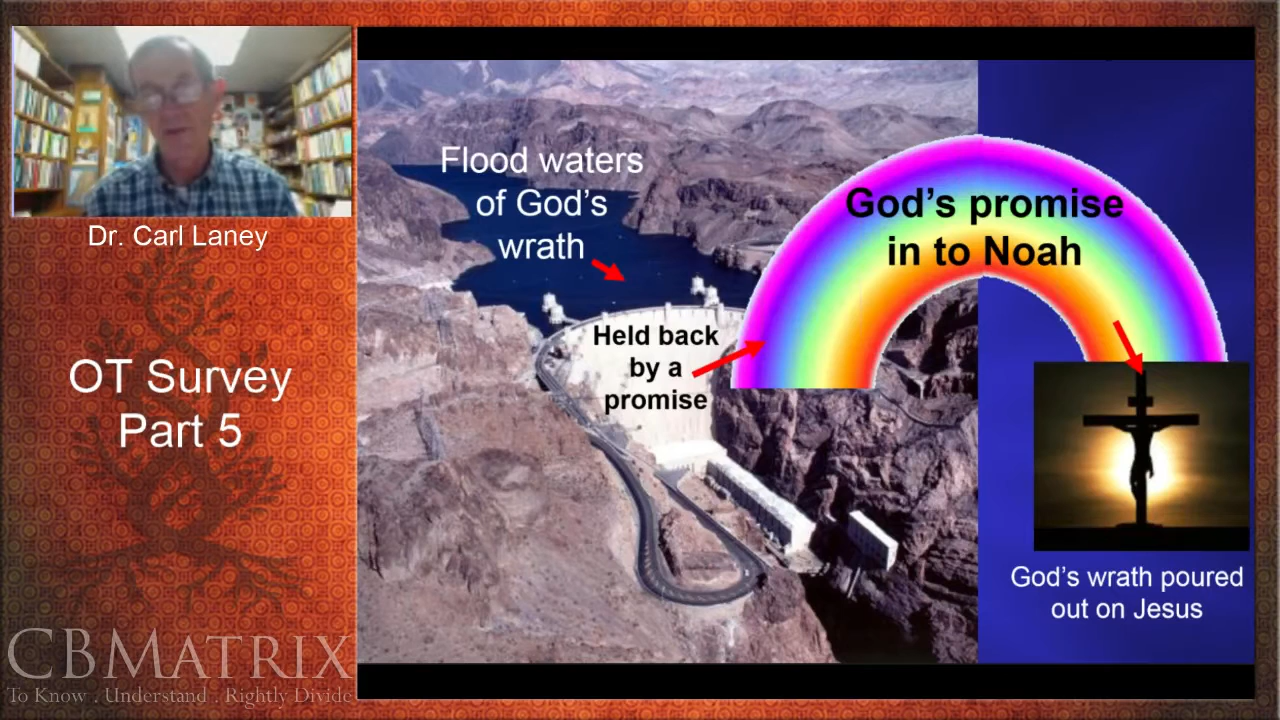 Dr. Carl Laney
OT Survey
Part 5
CBMATRIX
To Know . Understand . Rightly Divide
Flood waters
of God's
wrath
Held back
by a
promise
God's promise
in to Noah
God's wrath poured
out on Jesus